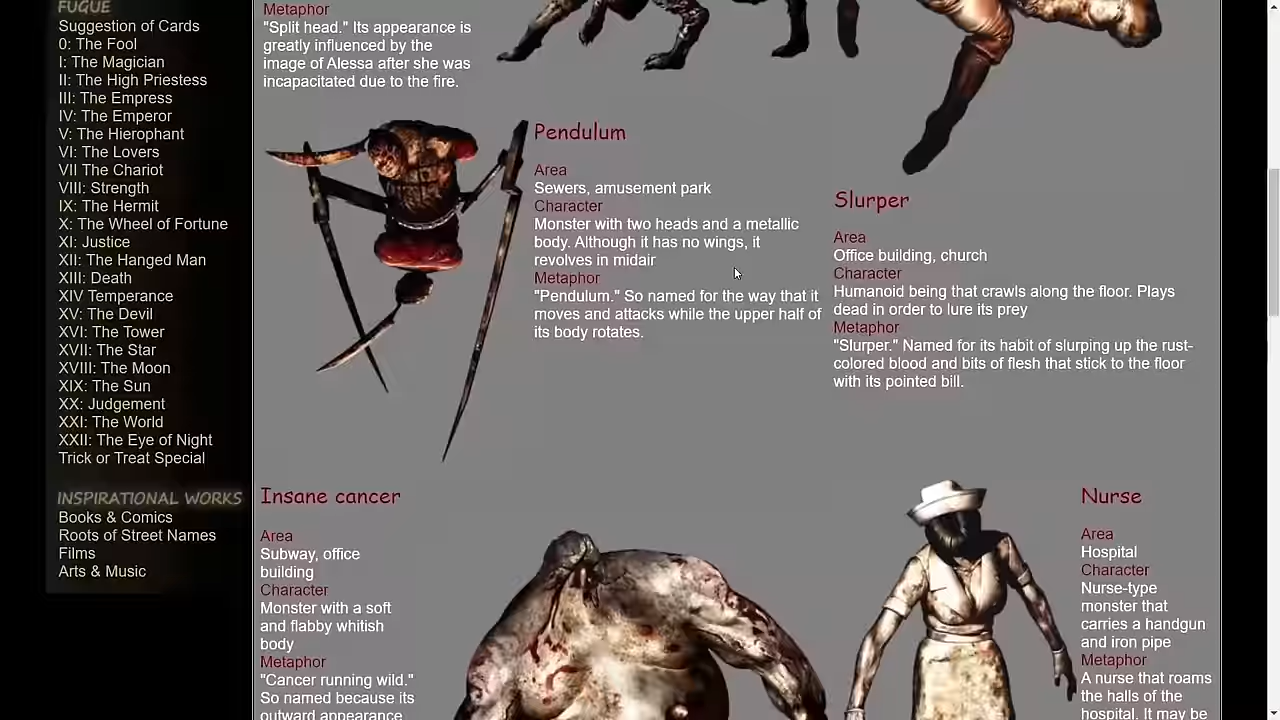 FUGUE
Suggestion of Cards
0: The Fool
I: The Magician
II: The High Priestess
III: The Empress
IV: The Emperor
V: The Hierophant
VI: The Lovers
VII The Chariot
VIII: Strength
IX: The Hermit
X: The Wheel of Fortune
XI: Justice
XII: The Hanged Man
XIII: Death
XIV Temperance
XV: The Devil
XVI: The Tower
XVII: The Star
XVIII: The Moon
XIX: The Sun
XX: Judgement
XXI: The World
XXII: The Eye of Night
Trick or Treat Special
INSPIRATIONAL WORKS
Books & Comics
Roots of Street Names
Films
Arts & Music
Metaphor
"Split head." Its appearance is
greatly influenced by the
image of Alessa after she was
incapacitated due to the fire.
Pendulum
Area
Sewers, amusement park
Character
Monster with two heads and a metallic
body. Although it has no wings, it
revolves in midair
Metaphor
"Pendulum." So named for the way that it
moves and attacks while the upper half of
its body rotates.
Slurper
Area
Office building, church
Character
Humanoid being that crawls along the floor. Plays
dead in order to lure its prey
Metaphor
"Slurper." Named for its habit of slurping up the rust-
colored blood and bits of flesh that stick to the floor
with its pointed bill.
Insane cancer
Area
Subway, office
building
Character
Monster with a soft
and flabby whitish
body
Metaphor
"Cancer running wild."
So named because its
outward appearance
Nurse
Area
Hospital
Character
Nurse-type
monster that
carries a handgun
and iron pipe
Metaphor
A nurse that roams
the halls of the
hospital. It may be